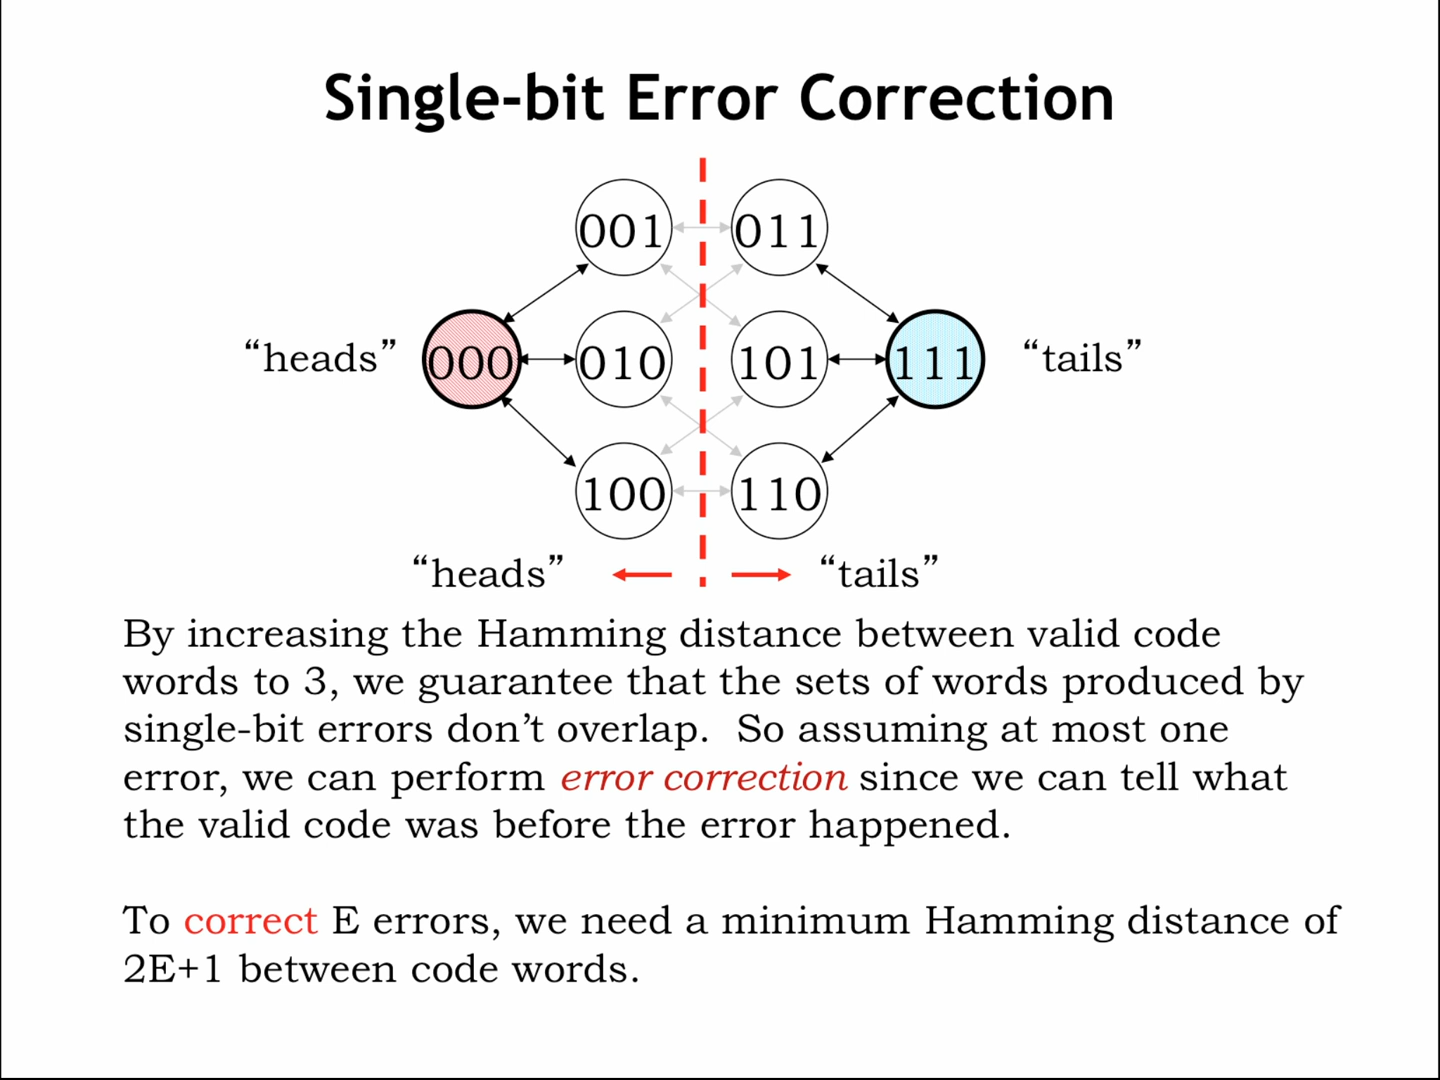 Single-bit Error Correction
001 011
“heads” 000 010 101 111 “tails”
100 110
“heads” “tails”
By increasing the Hamming distance between valid code
words to 3, we guarantee that the sets of words produced by
single-bit errors don’t overlap.  So assuming at most one
error, we can perform error correction since we can tell what
the valid code was before the error happened.
To correct E errors, we need a minimum Hamming distance of
2E+1 between code words.